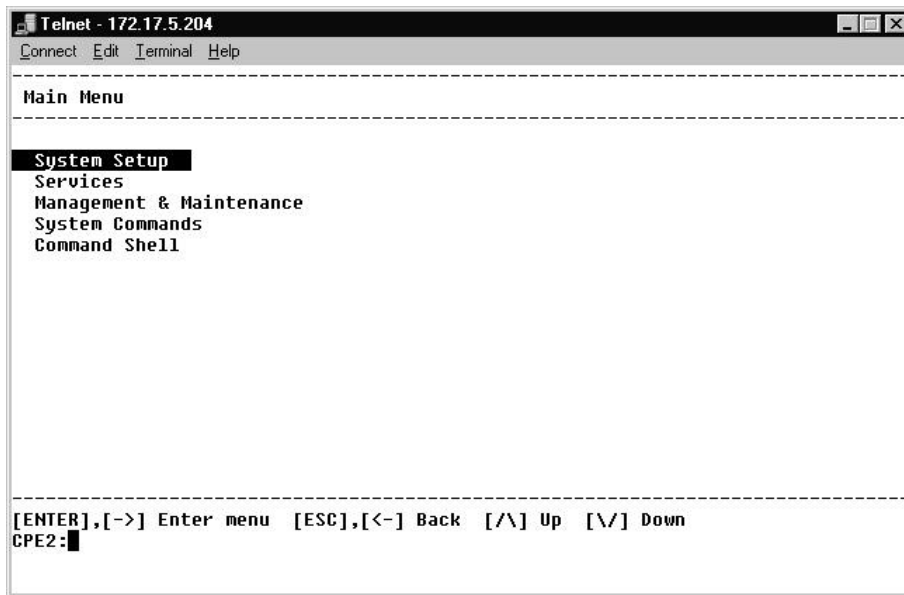 Telnet - 172.17.5.204
Connect Edit Terminal Help
Main Menu
System Setup
Services
Management & Maintenance
System Commands
Command Shell
[ENTER],[->] Enter menu [ESC],[<-] Back [/\] Up [\/] Down
CPE2: